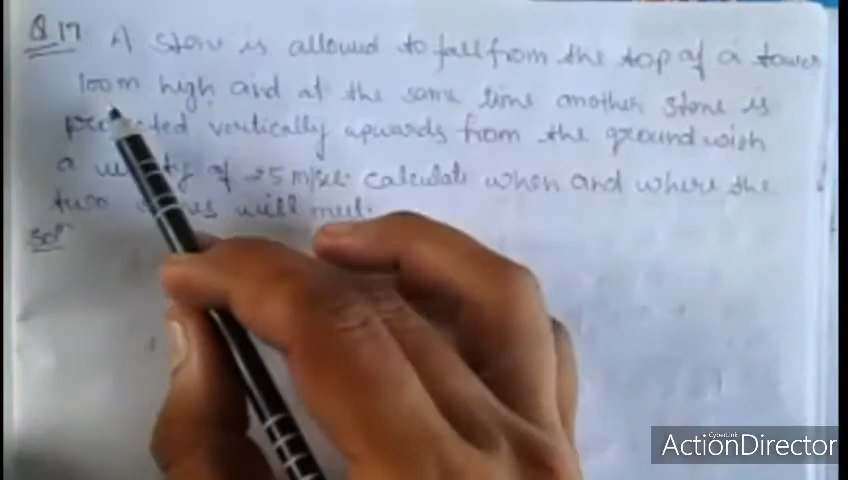 Q 17 A stone is allowed to fall from the top of a tower
100m high and at the same time another stone is
vertically upwards from the ground with
a of 25 m/sec. calculate when and where the
two will meet.
Solⁿ
CyberLink
ActionDirector